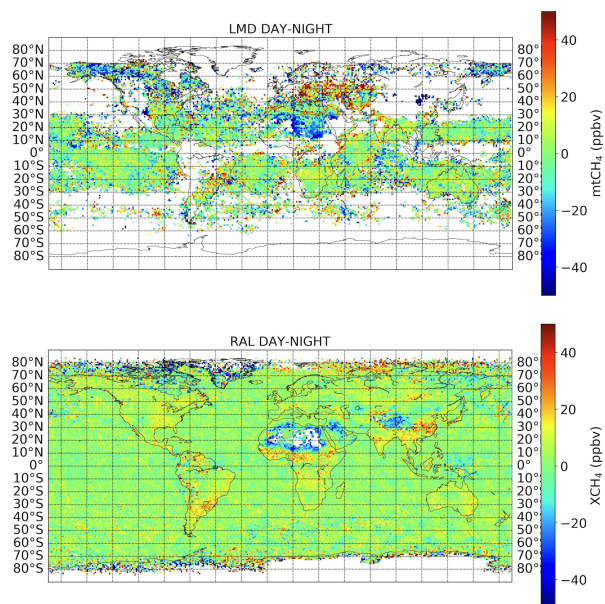 LMD DAY-NIGHT
80°N 80°N
70°N 70°N
60°N 60°N
50°N 50°N
40°N 40°N
30°N 30°N
20°N 20°N
10°N 10°N
0° 0°
10°S 10°S
20°S 20°S
30°S 30°S
40°S 40°S
50°S 50°S
60°S 60°S
70°S 70°S
80°S 80°S
40
20
0
−20
−40
mtCH₄ (ppbv)
RAL DAY-NIGHT
80°N 80°N
70°N 70°N
60°N 60°N
50°N 50°N
40°N 40°N
30°N 30°N
20°N 20°N
10°N 10°N
0° 0°
10°S 10°S
20°S 20°S
30°S 30°S
40°S 40°S
50°S 50°S
60°S 60°S
70°S 70°S
80°S 80°S
40
20
0
−20
−40
XCH₄ (ppbv)